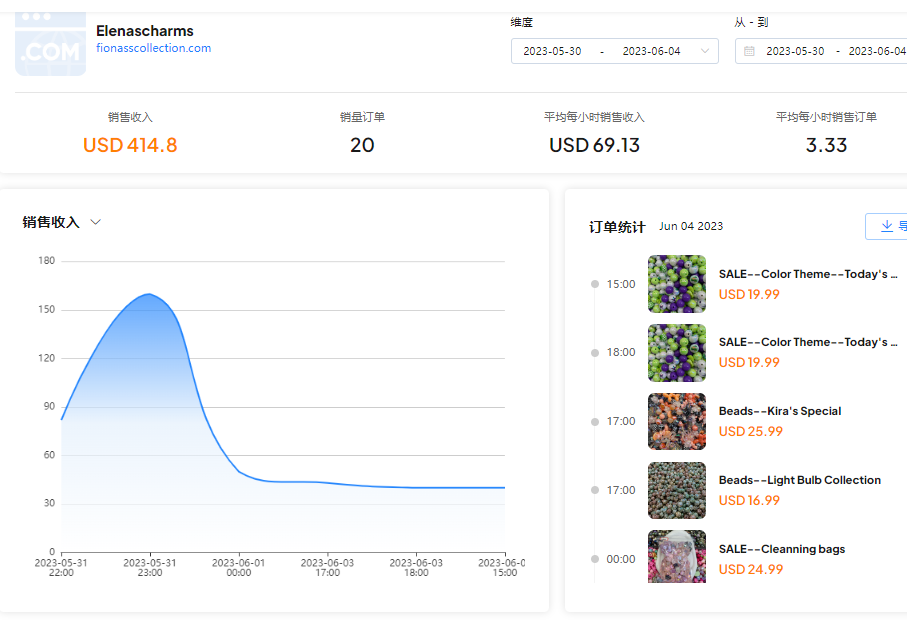 .COM
Elenascharms
fionasscollection.com
维度
2023-05-30 - 2023-06-04
从 - 到
2023-05-30 - 2023-06-04
销售收入
USD 414.8
销量订单
20
平均每小时销售收入
USD 69.13
平均每小时销售订单
3.33
销售收入
180
150
120
90
60
30
0
2023-05-31
22:00
2023-05-31
23:00
2023-06-01
00:00
2023-06-03
17:00
2023-06-03
18:00
2023-06-0
15:00
订单统计 Jun 04 2023
15:00
SALE--Color Theme--Today's ...
USD 19.99
18:00
SALE--Color Theme--Today's ...
USD 19.99
17:00
Beads--Kira's Special
USD 25.99
17:00
Beads--Light Bulb Collection
USD 16.99
00:00
SALE--Cleanning bags
USD 24.99